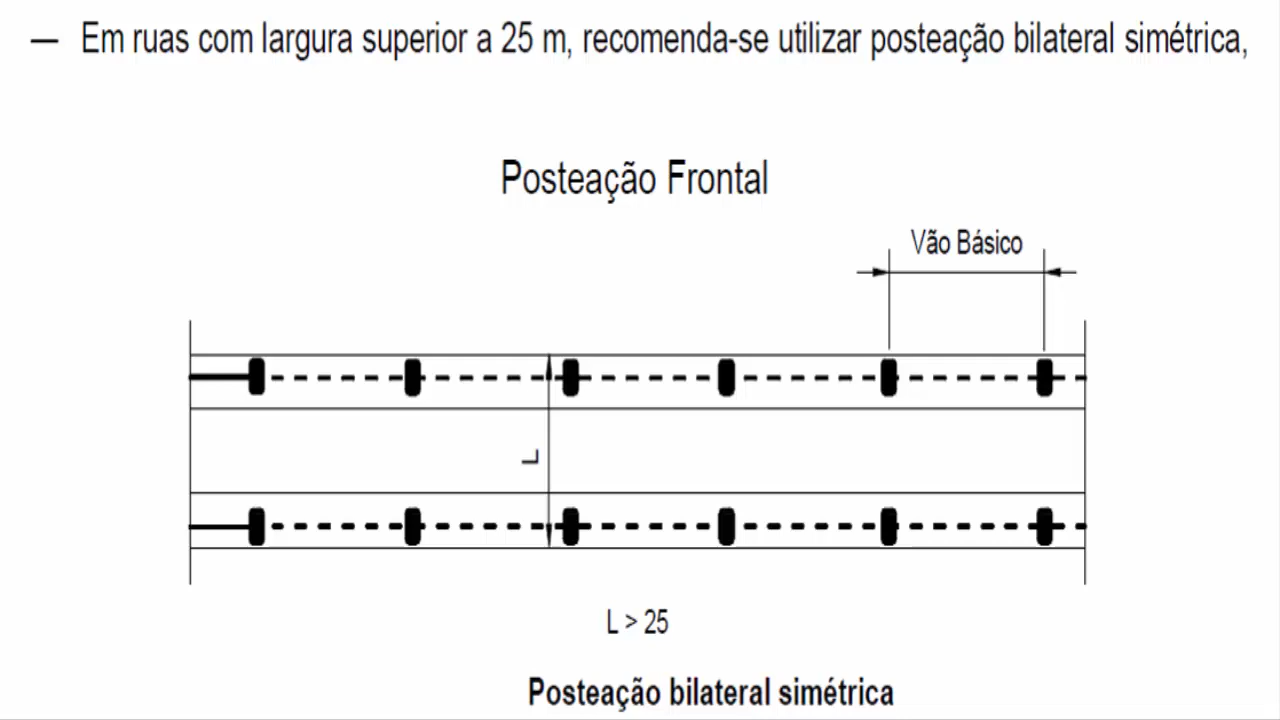 — Em ruas com largura superior a 25 m, recomenda-se utilizar posteação bilateral simétrica,
Posteação Frontal
Vão Básico
L
L > 25
Posteação bilateral simétrica